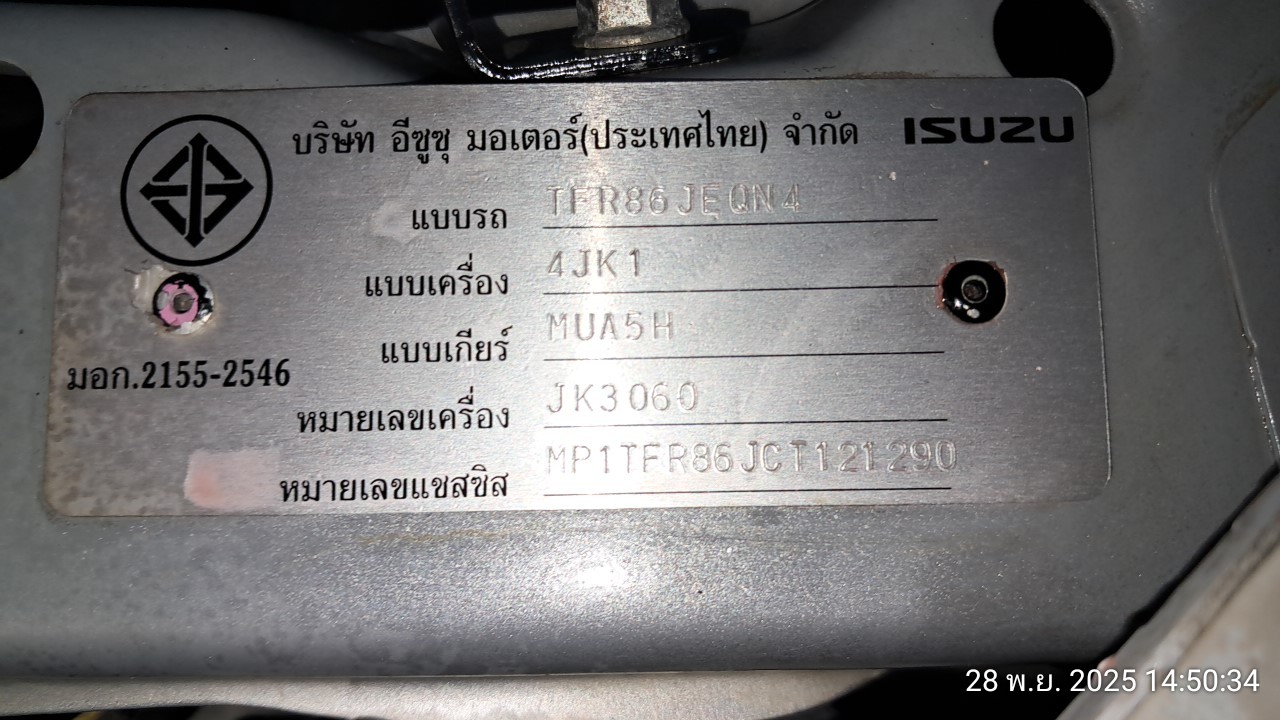 บริษัท อีซูซุ มอเตอร์(ประเทศไทย) จำกัด ISUZU
แบบรถ TFR86JEQN4
แบบเครื่อง 4JK1
แบบเกียร์ MUA5H
มอก.2155-2546
หมายเลขเครื่อง JK3060
หมายเลขแชสซิส MP1TFR86JCT121290
28 พ.ย. 2025 14:50:34